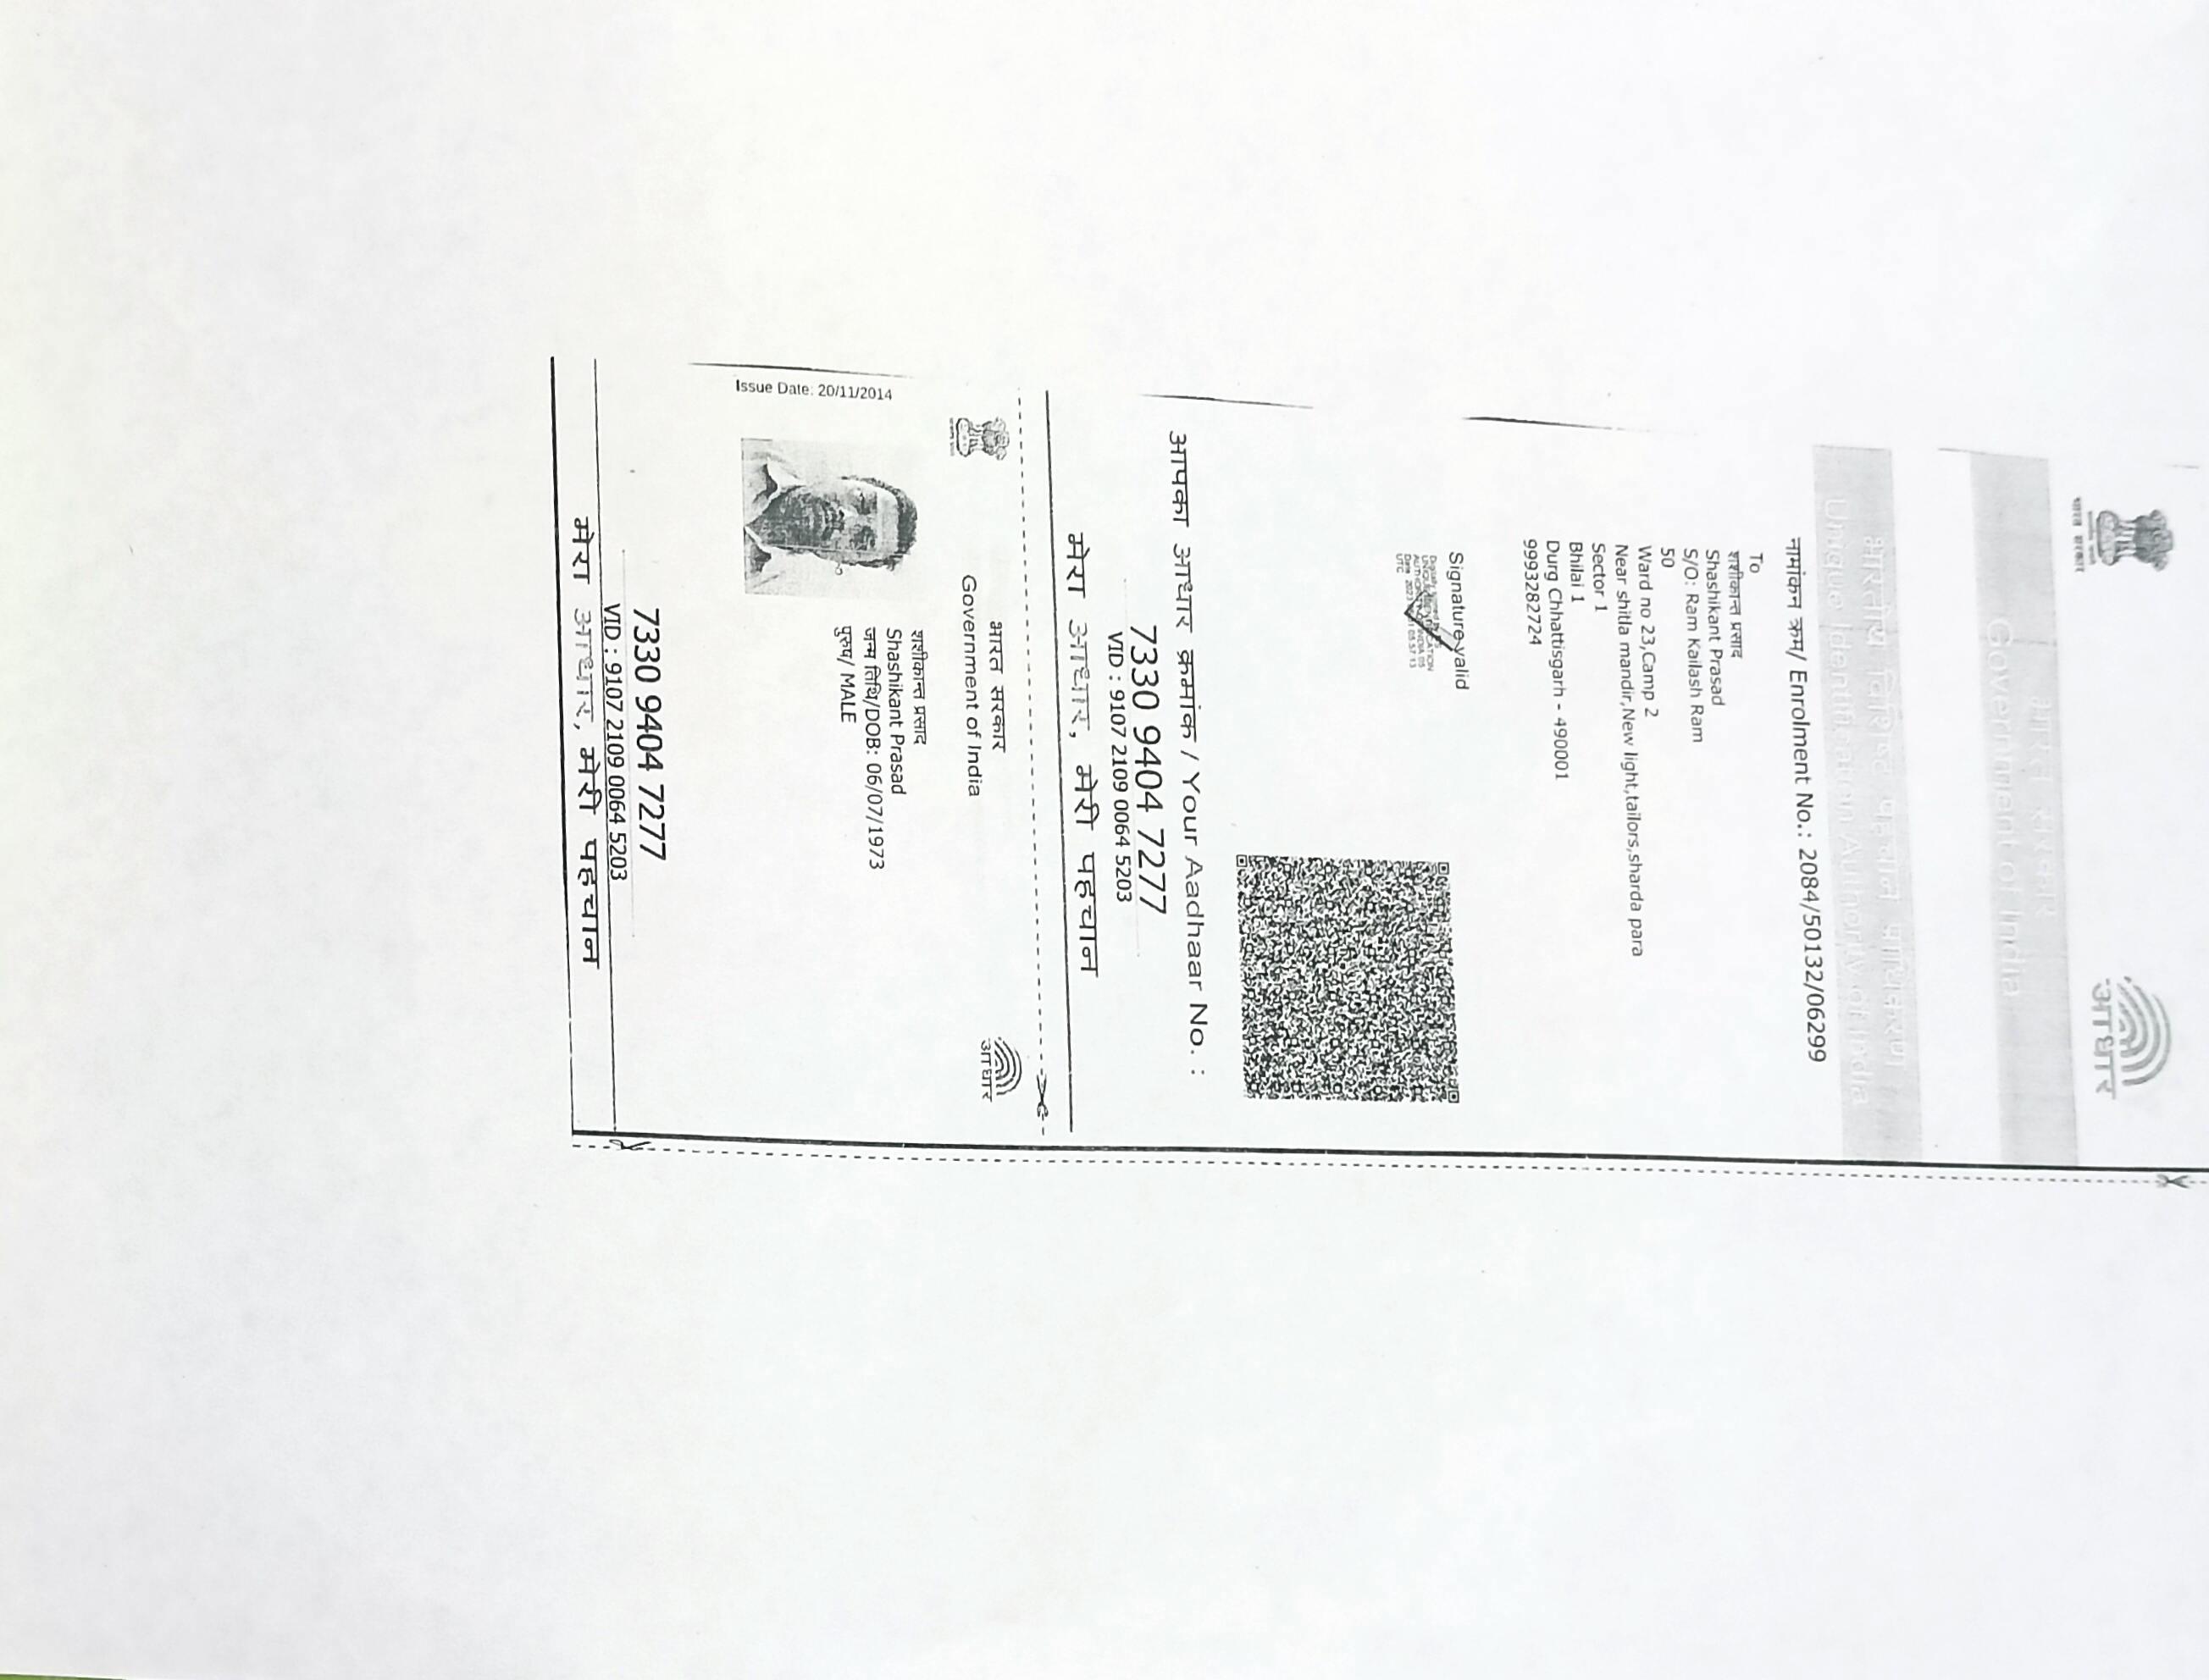 भारत सरकार
आधार
भारत सरकार
Government of India
भारतीय विशिष्ट पहचान प्राधिकरण
Unique Identification Authority of India
नामांकन क्रम/ Enrolment No.: 2084/50132/06299
To
शशीकान्त प्रसाद
Shashikant Prasad
S/O: Ram Kailash Ram
50
Ward no 23,Camp 2
Near shitla mandir,New light,tailors,sharda para
Sector 1
Bhilai 1
Durg Chhattisgarh - 490001
9993282724
Signature valid
आपका आधार क्रमांक / Your Aadhaar No. :
7330 9404 7277
VID : 9107 2109 0064 5203
मेरा आधार, मेरी पहचान
भारत सरकार
Government of India
आधार
Issue Date: 20/11/2014
शशीकान्त प्रसाद
Shashikant Prasad
जन्म तिथि/DOB: 06/07/1973
पुरुष/ MALE
7330 9404 7277
VID : 9107 2109 0064 5203
मेरा आधार, मेरी पहचान